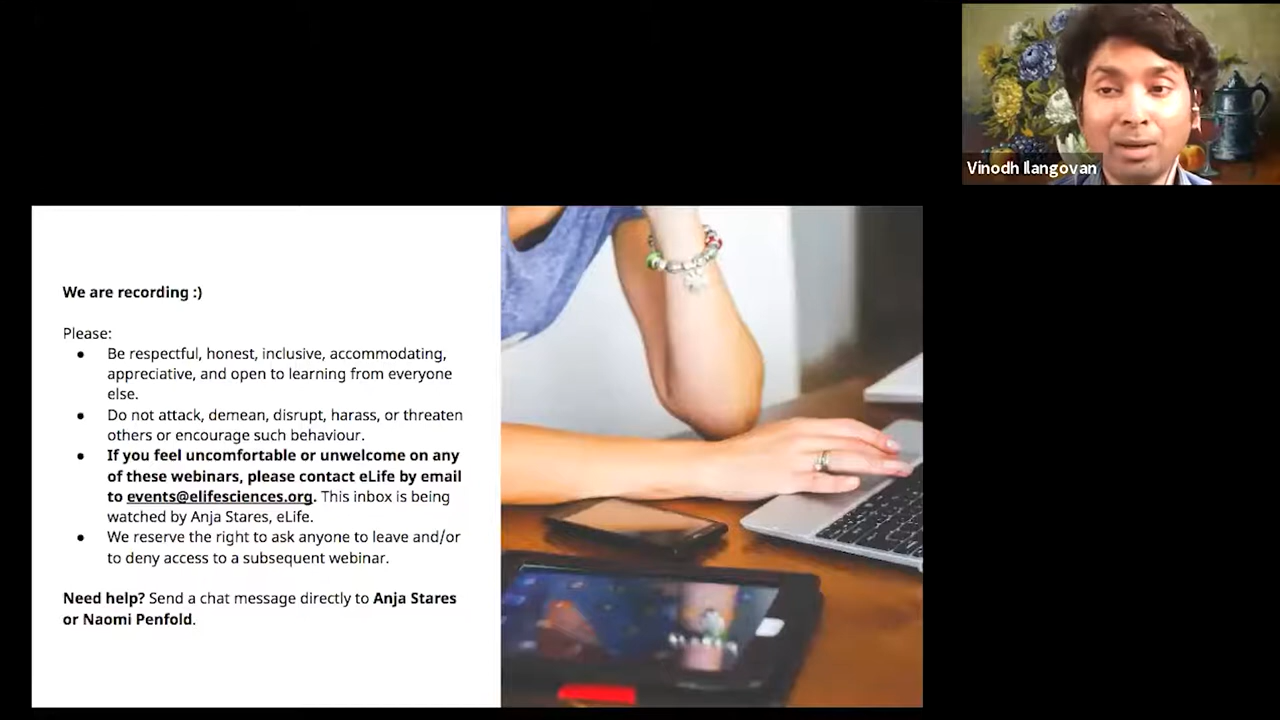 Vinodh Ilangovan
We are recording :)
Please:
● Be respectful, honest, inclusive, accommodating,
appreciative, and open to learning from everyone
else.
● Do not attack, demean, disrupt, harass, or threaten
others or encourage such behaviour.
● If you feel uncomfortable or unwelcome on any
of these webinars, please contact eLife by email
to events@elifesciences.org. This inbox is being
watched by Anja Stares, eLife.
● We reserve the right to ask anyone to leave and/or
to deny access to a subsequent webinar.
Need help? Send a chat message directly to Anja Stares
or Naomi Penfold.